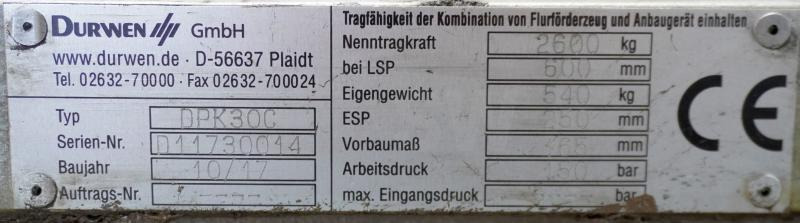 DURWEN GmbH
www.durwen.de · D-56637 Plaidt
Tel. 02632-70000 · Fax 02632-700024
Typ DPK30C
Serien-Nr. D11730014
Baujahr 10/17
Auftrags-Nr. ----
Tragfähigkeit der Kombination von Flurförderzeug und Anbaugerät einhalten
Nenntragkraft 2600 kg
bei LSP 600 mm
Eigengewicht 540 kg
ESP 250 mm
Vorbaumaß mm
Arbeitsdruck 150 bar
max. Eingangsdruck ---- bar
CE